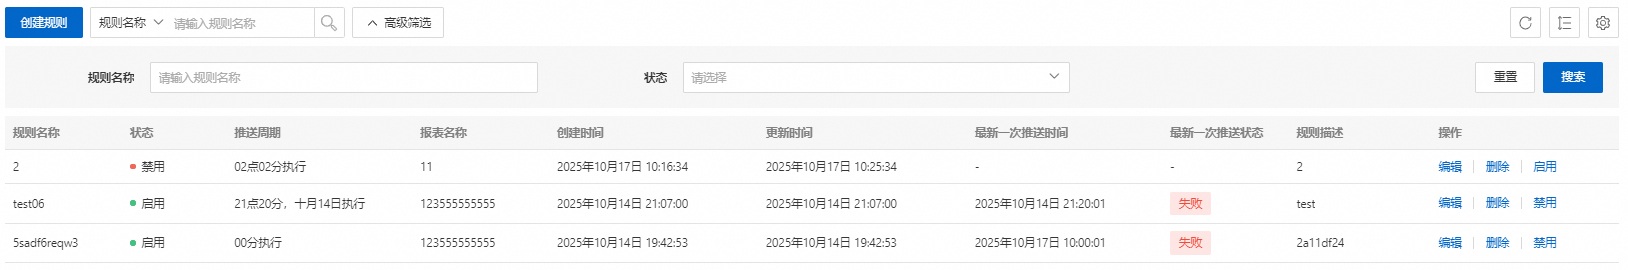 创建规则 规则名称 请输入规则名称 高级筛选
规则名称 请输入规则名称 状态 请选择 重置 搜索
规则名称 状态 推送周期 报表名称 创建时间 更新时间 最新一次推送时间 最新一次推送状态 规则描述 操作
2 禁用 02点02分执行 11 2025年10月17日 10:16:34 2025年10月17日 10:25:34 - - 2 编辑 删除 启用
test06 启用 21点20分，十月14日执行 123555555555 2025年10月14日 21:07:00 2025年10月14日 21:07:00 2025年10月14日 21:20:01 失败 test 编辑 删除 禁用
5sadf6reqw3 启用 00分执行 123555555555 2025年10月14日 19:42:53 2025年10月14日 19:42:53 2025年10月17日 10:00:01 失败 2a11df24 编辑 删除 禁用